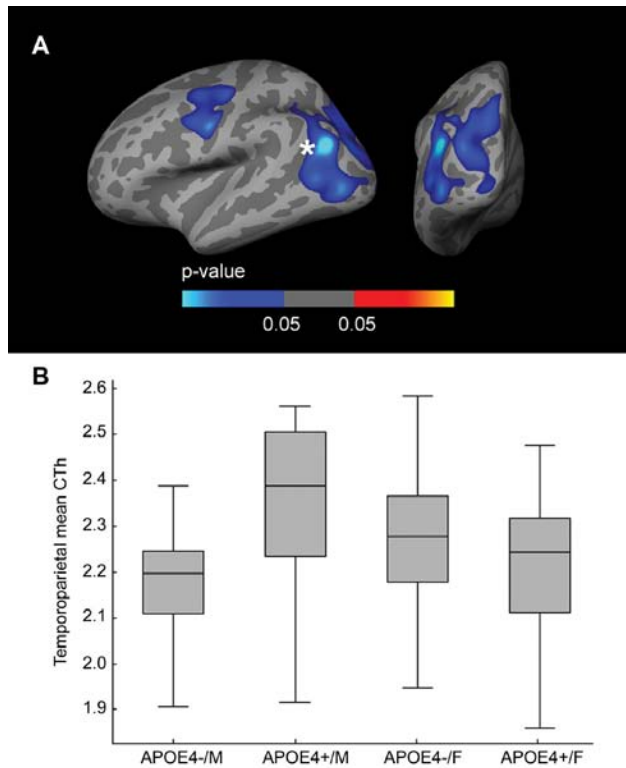 A
*
p-value
0.05 0.05
B
Temporoparietal mean CTh
2.6
2.5
2.4
2.3
2.2
2.1
2.0
1.9
APOE4-/M APOE4+/M APOE4-/F APOE4+/F